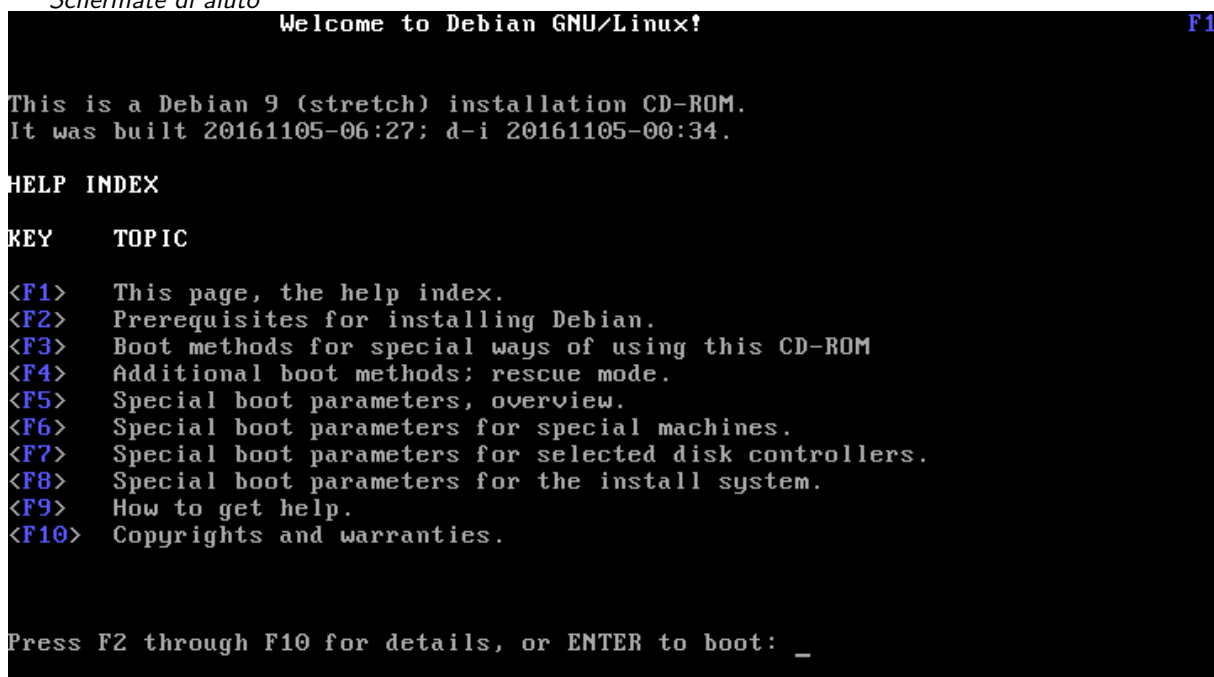 Schermate di aiuto
Welcome to Debian GNU/Linux! F1
This is a Debian 9 (stretch) installation CD-ROM.
It was built 20161105-06:27; d-i 20161105-00:34.
HELP INDEX
KEY TOPIC
<F1> This page, the help index.
<F2> Prerequisites for installing Debian.
<F3> Boot methods for special ways of using this CD-ROM
<F4> Additional boot methods; rescue mode.
<F5> Special boot parameters, overview.
<F6> Special boot parameters for special machines.
<F7> Special boot parameters for selected disk controllers.
<F8> Special boot parameters for the install system.
<F9> How to get help.
<F10> Copyrights and warranties.
Press F2 through F10 for details, or ENTER to boot: _